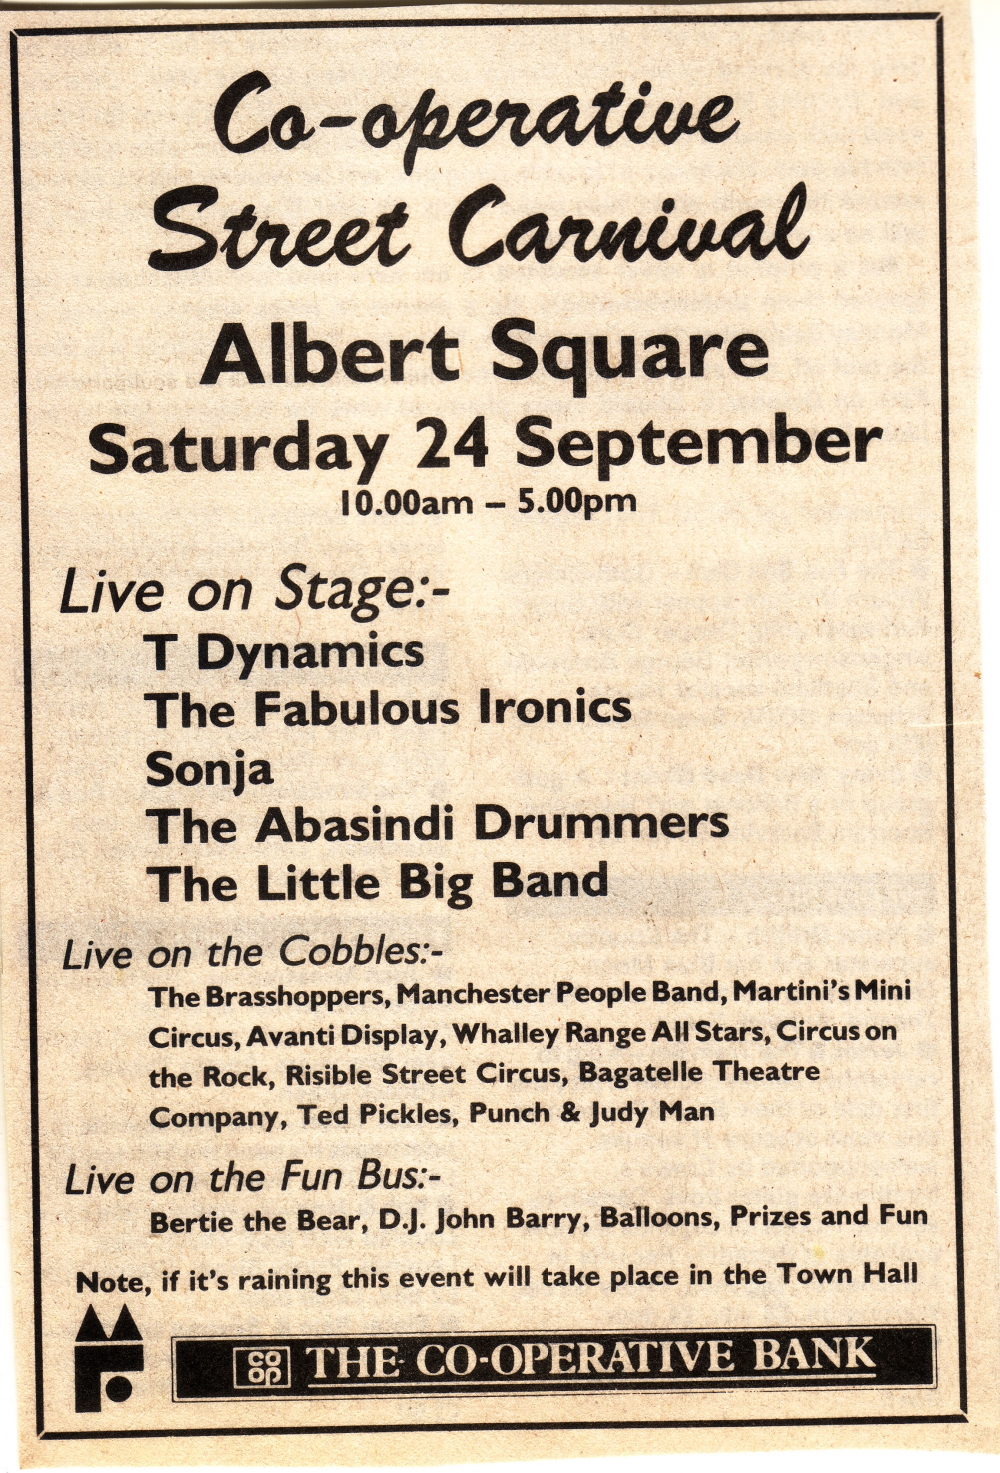 Co-operative
Street Carnival
Albert Square
Saturday 24 September
10.00am – 5.00pm
Live on Stage:-
T Dynamics
The Fabulous Ironics
Sonja
The Abasindi Drummers
The Little Big Band
Live on the Cobbles:-
The Brasshoppers, Manchester People Band, Martini's Mini
Circus, Avanti Display, Whalley Range All Stars, Circus on
the Rock, Risible Street Circus, Bagatelle Theatre
Company, Ted Pickles, Punch & Judy Man
Live on the Fun Bus:-
Bertie the Bear, D.J. John Barry, Balloons, Prizes and Fun
Note, if it's raining this event will take place in the Town Hall
co
op THE CO-OPERATIVE BANK